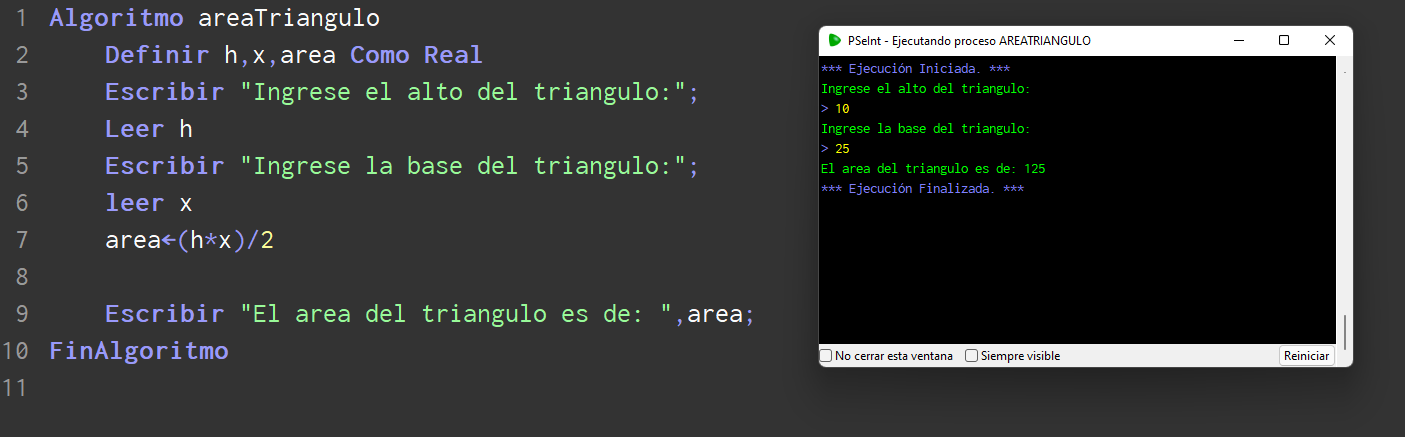 1 Algoritmo areaTriangulo
2 Definir h,x,area Como Real
3 Escribir "Ingrese el alto del triangulo:";
4 Leer h
5 Escribir "Ingrese la base del triangulo:";
6 leer x
7 area←(h*x)/2
8
9 Escribir "El area del triangulo es de: ",area;
10 FinAlgoritmo
11
PSeInt - Ejecutando proceso AREATRIANGULO
*** Ejecución Iniciada. ***
Ingrese el alto del triangulo:
> 10
Ingrese la base del triangulo:
> 25
El area del triangulo es de: 125
*** Ejecución Finalizada. ***
No cerrar esta ventana Siempre visible Reiniciar